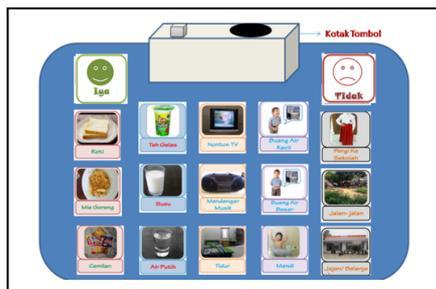 Kotak Tombol
Iya
Tidak
Roti
Teh Gelas
Nonton TV
Buang Air
Kecil
Pergi Ke
Sekolah
Mie Goreng
Susu
Mendengar
Musik
Buang Air
Besar
Jalan-jalan
Cemilan
Air Putih
Tidur
Mandi
Jajan/ Belanja